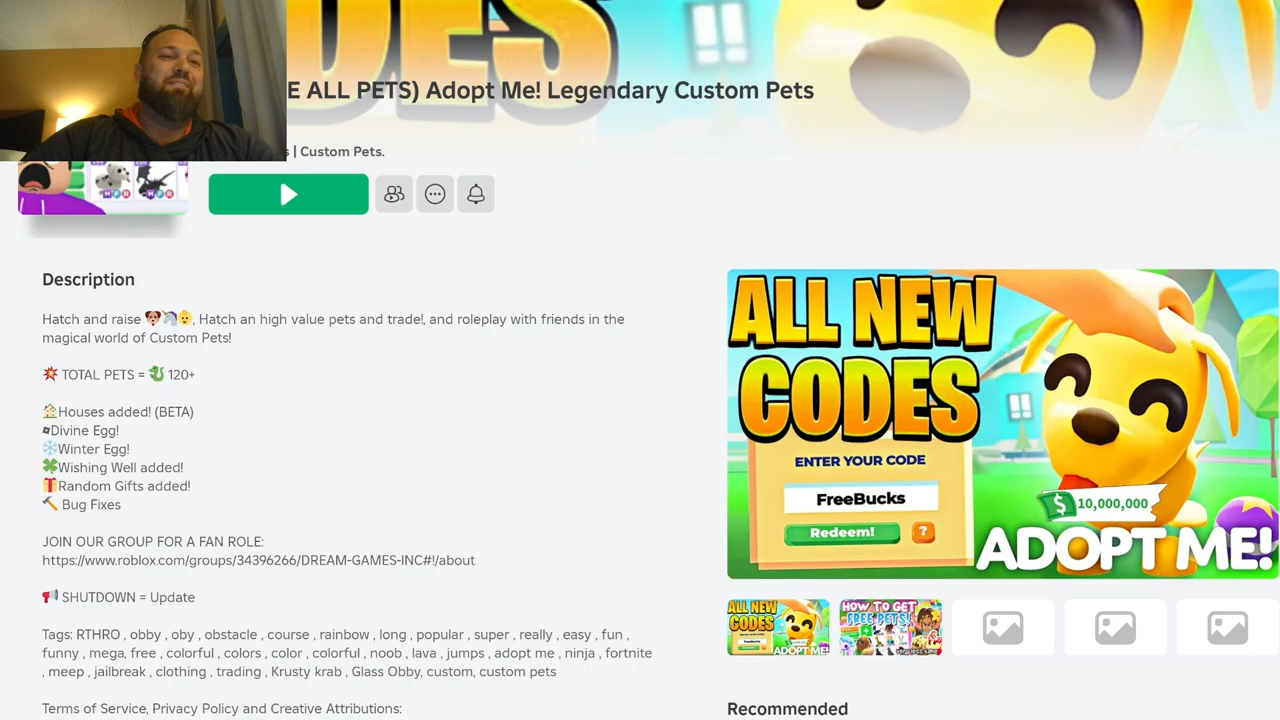 DES
E ALL PETS) Adopt Me! Legendary Custom Pets
s | Custom Pets.
Description
Hatch and raise 🐶🦄👶, Hatch an high value pets and trade!, and roleplay with friends in the
magical world of Custom Pets!
💥 TOTAL PETS = 🐉 120+
🏠Houses added! (BETA)
Divine Egg!
❄️Winter Egg!
🍀Wishing Well added!
🎁Random Gifts added!
🔨 Bug Fixes
JOIN OUR GROUP FOR A FAN ROLE:
https://www.roblox.com/groups/34396266/DREAM-GAMES-INC#!/about
📢 SHUTDOWN = Update
Tags: RTHRO , obby , oby , obstacle , course , rainbow , long , popular , super , really , easy , fun ,
funny , meme , free , cool , colorful , colors , color , colorful , noob , lava , jumps , adopt me , ninja , fortnite
, meep , jailbreak , clothing , trading , Krusty krab , Glass Obby, custom, custom pets
Terms of Service, Privacy Policy and Creative Attributions:
ALL NEW
CODES
ENTER YOUR CODE
FreeBucks
Redeem!
?
$ 10,000,000
ADOPT ME!
ALL NEW
CODES
ADOPT ME!
HOW TO GET
FREE PETS!
Recommended